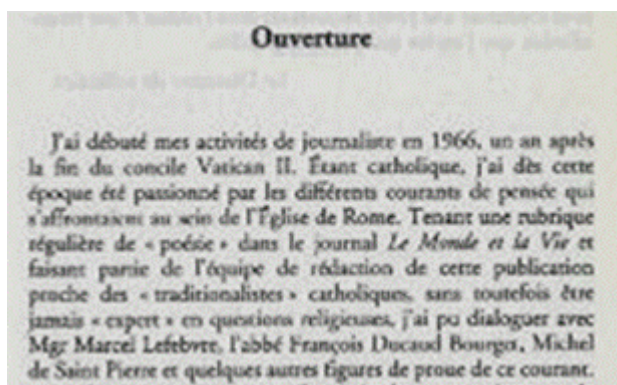 Ouverture
J'ai débuté mes activités de journaliste en 1966, un an après
la fin du concile Vatican II. Étant catholique, j'ai dès cette
époque été passionné par les différents courants de pensée qui
s'affrontaient au sein de l'Église de Rome. Tenant une rubrique
régulière de « poésie » dans le journal Le Monde et la Vie et
faisant partie de l'équipe de rédaction de cette publication
proche des « traditionalistes » catholiques, sans toutefois être
jamais « expert » en questions religieuses, j'ai pu dialoguer avec
Mgr Marcel Lefebvre, l'abbé François Ducaud Bourget, Michel
de Saint Pierre et quelques autres figures de proue de ce courant.